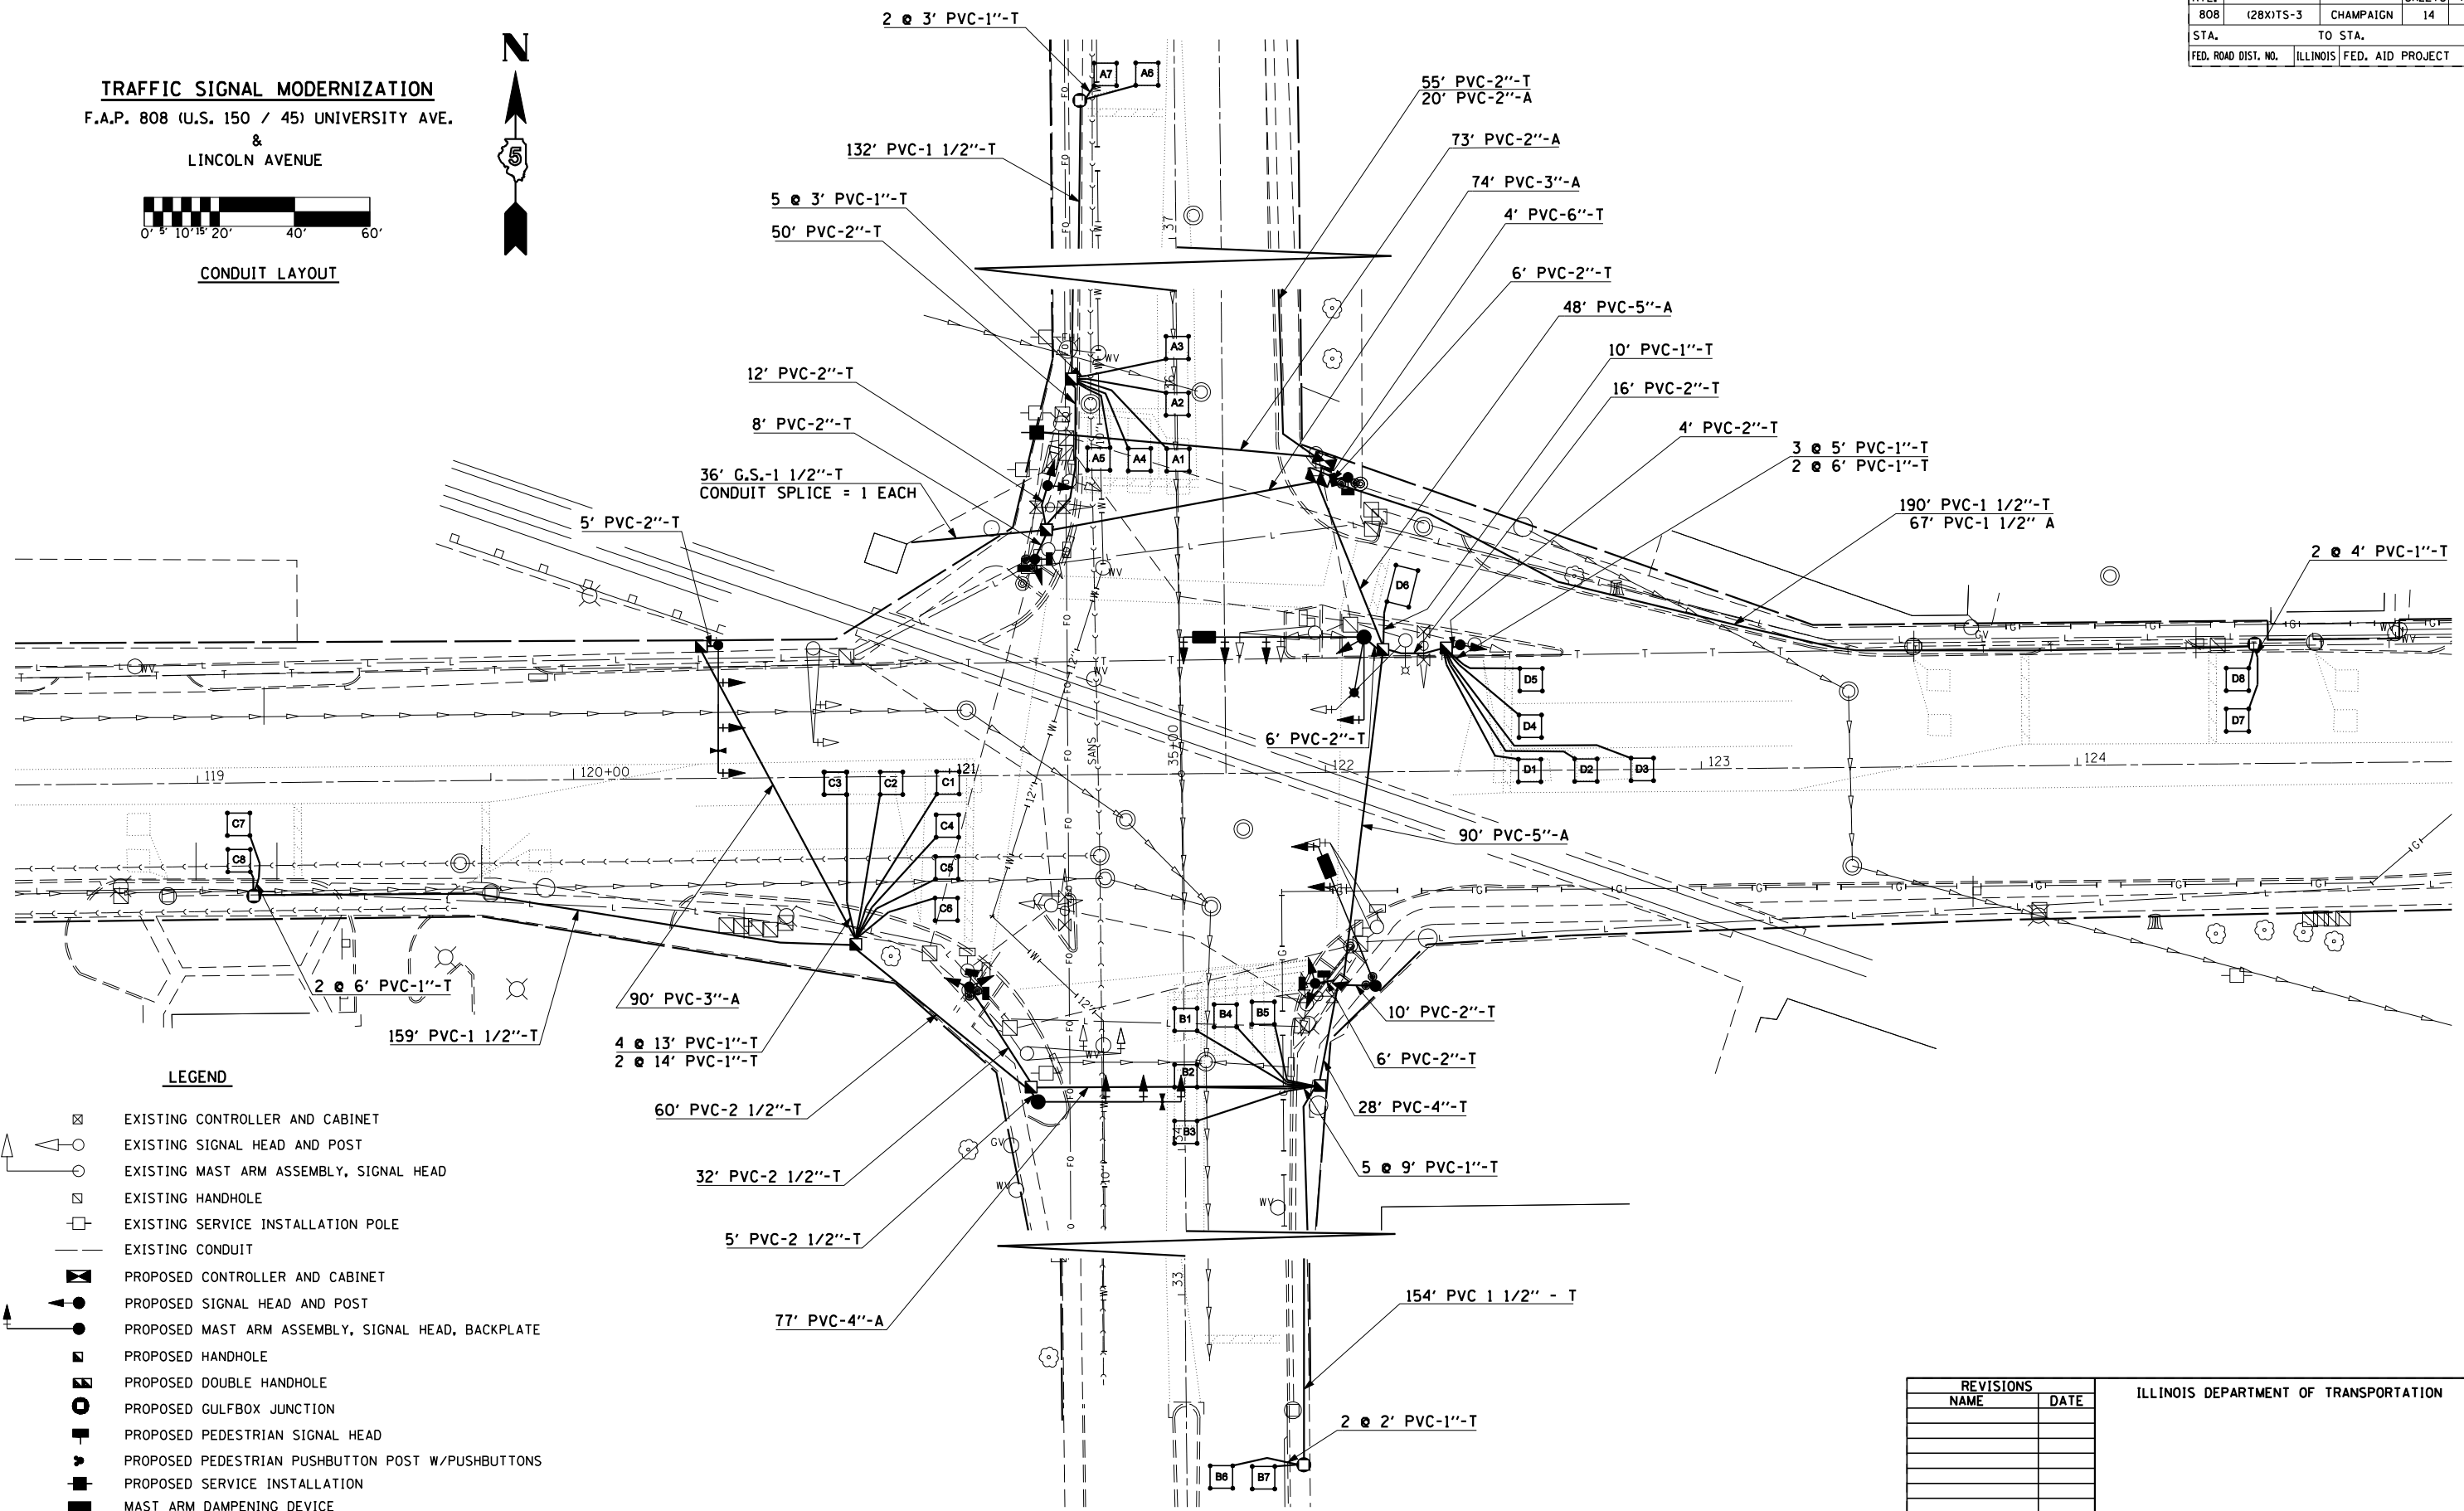 808 (28X)TS-3 CHAMPAIGN 14
STA. TO STA.
FED. ROAD DIST. NO. ILLINOIS FED. AID PROJECT
TRAFFIC SIGNAL MODERNIZATION
F.A.P. 808 (U.S. 150 / 45) UNIVERSITY AVE.
&
LINCOLN AVENUE
N
5
0' 5' 10' 15' 20' 40' 60'
CONDUIT LAYOUT
2 @ 3' PVC-1''-T
A7 A6
132' PVC-1 1/2''-T
5 @ 3' PVC-1''-T
50' PVC-2''-T
12' PVC-2''-T
8' PVC-2''-T
36' G.S.-1 1/2''-T
CONDUIT SPLICE = 1 EACH
5' PVC-2''-T
55' PVC-2''-T
20' PVC-2''-A
73' PVC-2''-A
74' PVC-3''-A
4' PVC-6''-T
6' PVC-2''-T
48' PVC-5''-A
10' PVC-1''-T
16' PVC-2''-T
4' PVC-2''-T
3 @ 5' PVC-1''-T
2 @ 6' PVC-1''-T
190' PVC-1 1/2''-T
67' PVC-1 1/2'' A
2 @ 4' PVC-1''-T
37
A3
36
A2
A5 A4 A1
D6
D5
D4
D1 D2 D3
D8
D7
6' PVC-2''-T
SANS
35+00
119 120+00 121 122 123 124
C3 C2 C1
C4
C5
C6
C7
C8
90' PVC-5''-A
2 @ 6' PVC-1''-T
159' PVC-1 1/2''-T
90' PVC-3''-A
4 @ 13' PVC-1''-T
2 @ 14' PVC-1''-T
60' PVC-2 1/2''-T
32' PVC-2 1/2''-T
5' PVC-2 1/2''-T
77' PVC-4''-A
B1 B4 B5
B2
B3
34
10' PVC-2''-T
6' PVC-2''-T
28' PVC-4''-T
5 @ 9' PVC-1''-T
33
154' PVC 1 1/2'' - T
2 @ 2' PVC-1''-T
B6 B7
LEGEND
EXISTING CONTROLLER AND CABINET
EXISTING SIGNAL HEAD AND POST
EXISTING MAST ARM ASSEMBLY, SIGNAL HEAD
EXISTING HANDHOLE
EXISTING SERVICE INSTALLATION POLE
EXISTING CONDUIT
PROPOSED CONTROLLER AND CABINET
PROPOSED SIGNAL HEAD AND POST
PROPOSED MAST ARM ASSEMBLY, SIGNAL HEAD, BACKPLATE
PROPOSED HANDHOLE
PROPOSED DOUBLE HANDHOLE
PROPOSED GULFBOX JUNCTION
PROPOSED PEDESTRIAN SIGNAL HEAD
PROPOSED PEDESTRIAN PUSHBUTTON POST W/PUSHBUTTONS
PROPOSED SERVICE INSTALLATION
MAST ARM DAMPENING DEVICE
REVISIONS
NAME DATE
ILLINOIS DEPARTMENT OF TRANSPORTATION